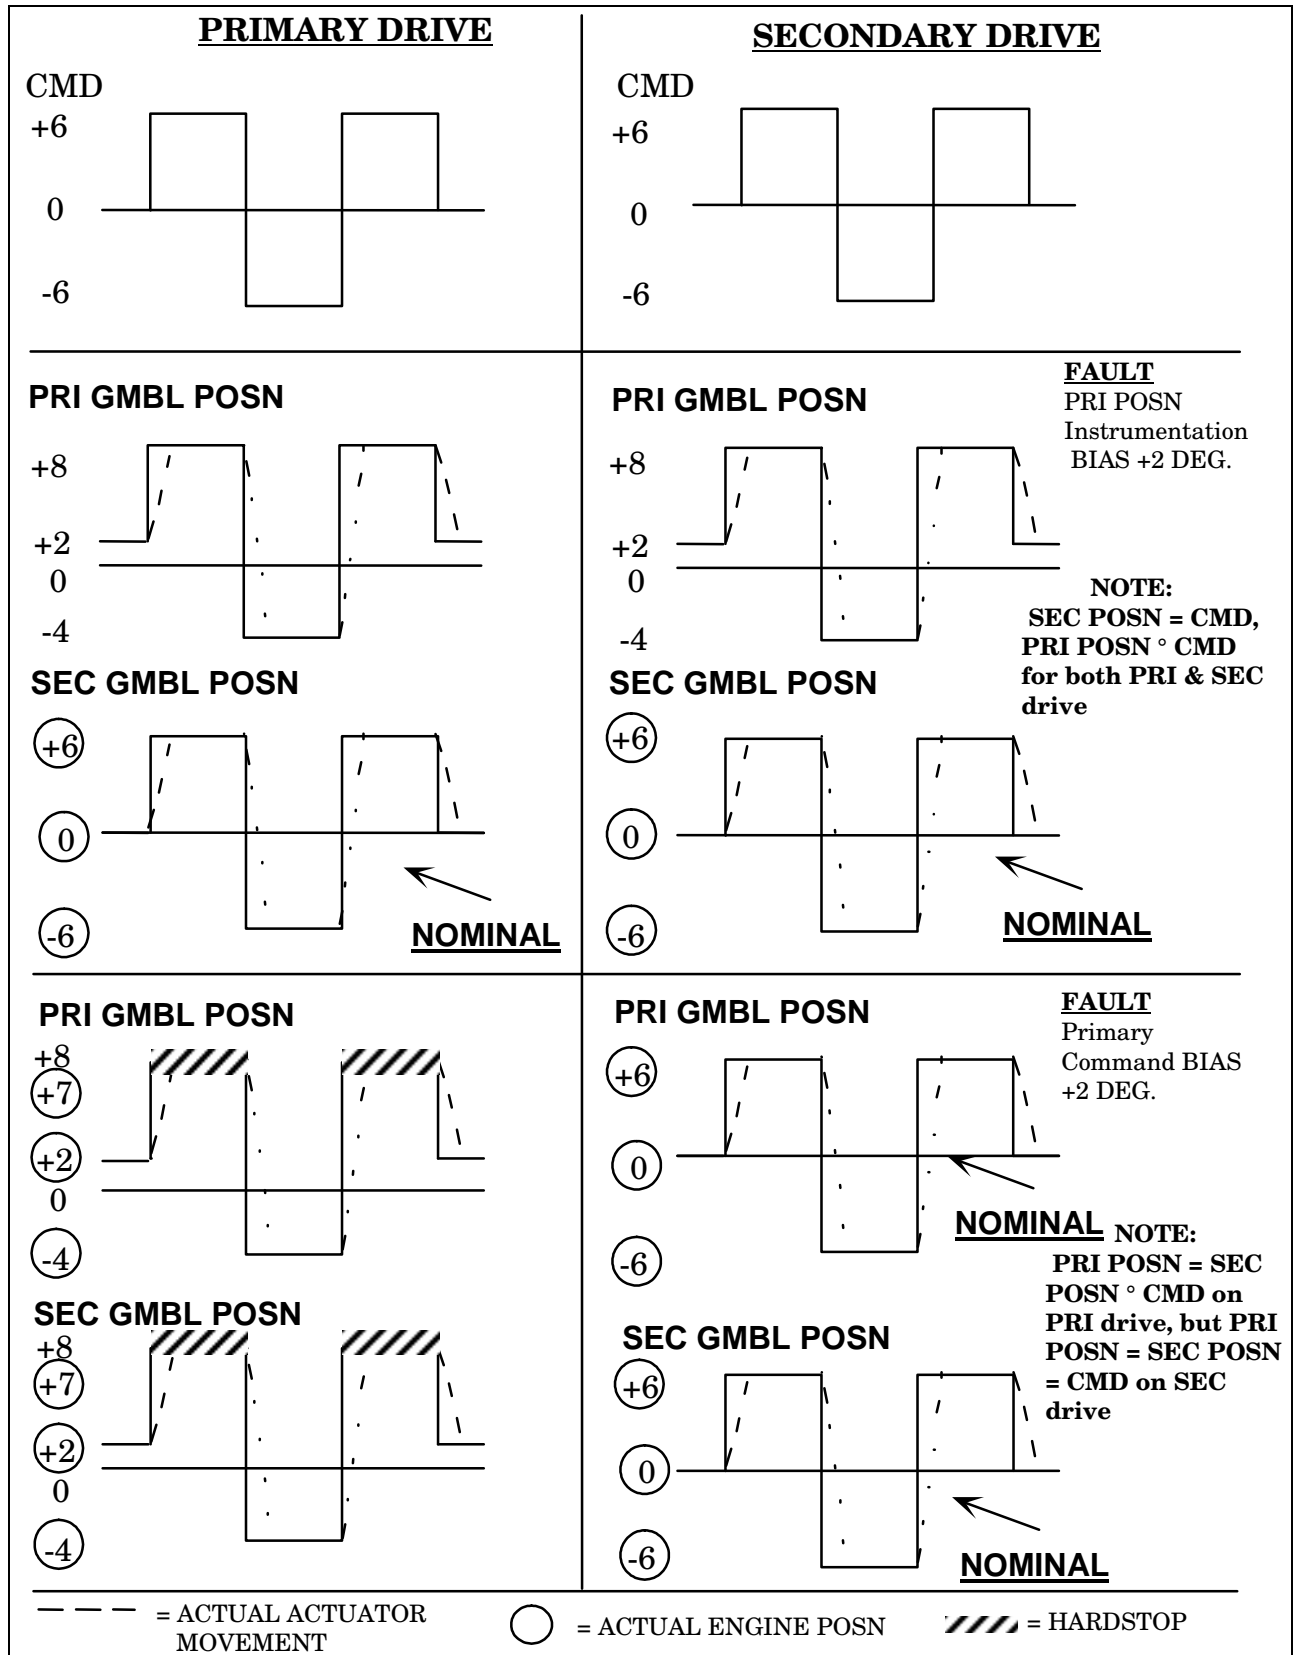 PRIMARY DRIVE
CMD
+6
0
-6
SECONDARY DRIVE
CMD
+6
0
-6
PRI GMBL POSN
+8
+2
0
-4
SEC GMBL POSN
+6
0
-6
NOMINAL
PRI GMBL POSN
+8
+2
0
-4
SEC GMBL POSN
+6
0
-6
NOMINAL
FAULT
PRI POSN
Instrumentation
BIAS +2 DEG.
NOTE:
SEC POSN = CMD,
PRI POSN ° CMD
for both PRI & SEC
drive
PRI GMBL POSN
+8
+7
+2
0
-4
SEC GMBL POSN
+8
+7
+2
0
-4
PRI GMBL POSN
+6
0
-6
NOMINAL
SEC GMBL POSN
+6
0
-6
NOMINAL
FAULT
Primary
Command BIAS
+2 DEG.
NOTE:
PRI POSN = SEC
POSN ° CMD on
PRI drive, but PRI
POSN = SEC POSN
= CMD on SEC
drive
= ACTUAL ACTUATOR
MOVEMENT
= ACTUAL ENGINE POSN
= HARDSTOP